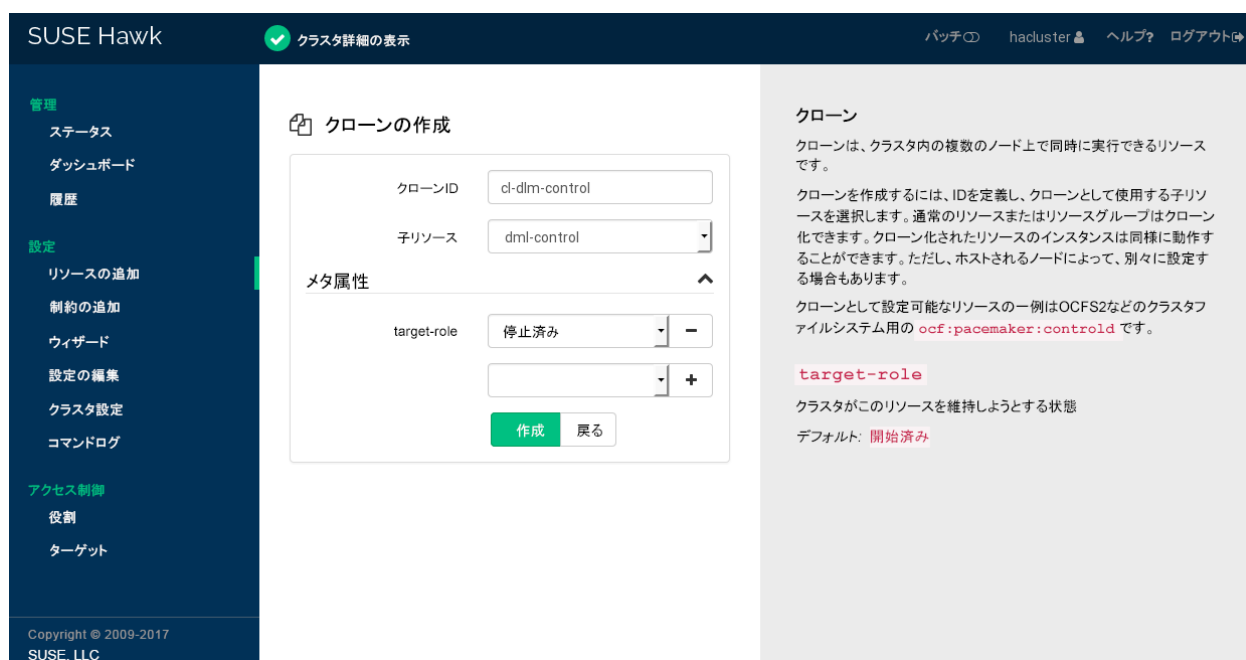 SUSE Hawk
クラスタ詳細の表示
バッチ
hacluster
ヘルプ?
ログアウト
管理
ステータス
ダッシュボード
履歴
設定
リソースの追加
制約の追加
ウィザード
設定の編集
クラスタ設定
コマンドログ
アクセス制御
役割
ターゲット
Copyright © 2009-2017
SUSE, LLC
クローンの作成
クローンID cl-dlm-control
子リソース dml-control
メタ属性
target-role 停止済み
作成 戻る
クローン
クローンは、クラスタ内の複数のノード上で同時に実行できるリソース
です。
クローンを作成するには、IDを定義し、クローンとして使用する子リソ
ースを選択します。通常のリソースまたはリソースグループはクローン
化できます。クローン化されたリソースのインスタンスは同様に動作す
ることができます。ただし、ホストされるノードによって、別々に設定す
る場合もあります。
クローンとして設定可能なリソースの一例はOCFS2などのクラスタフ
ァイルシステム用の ocf:pacemaker:controld です。
target-role
クラスタがこのリソースを維持しようとする状態
デフォルト: 開始済み